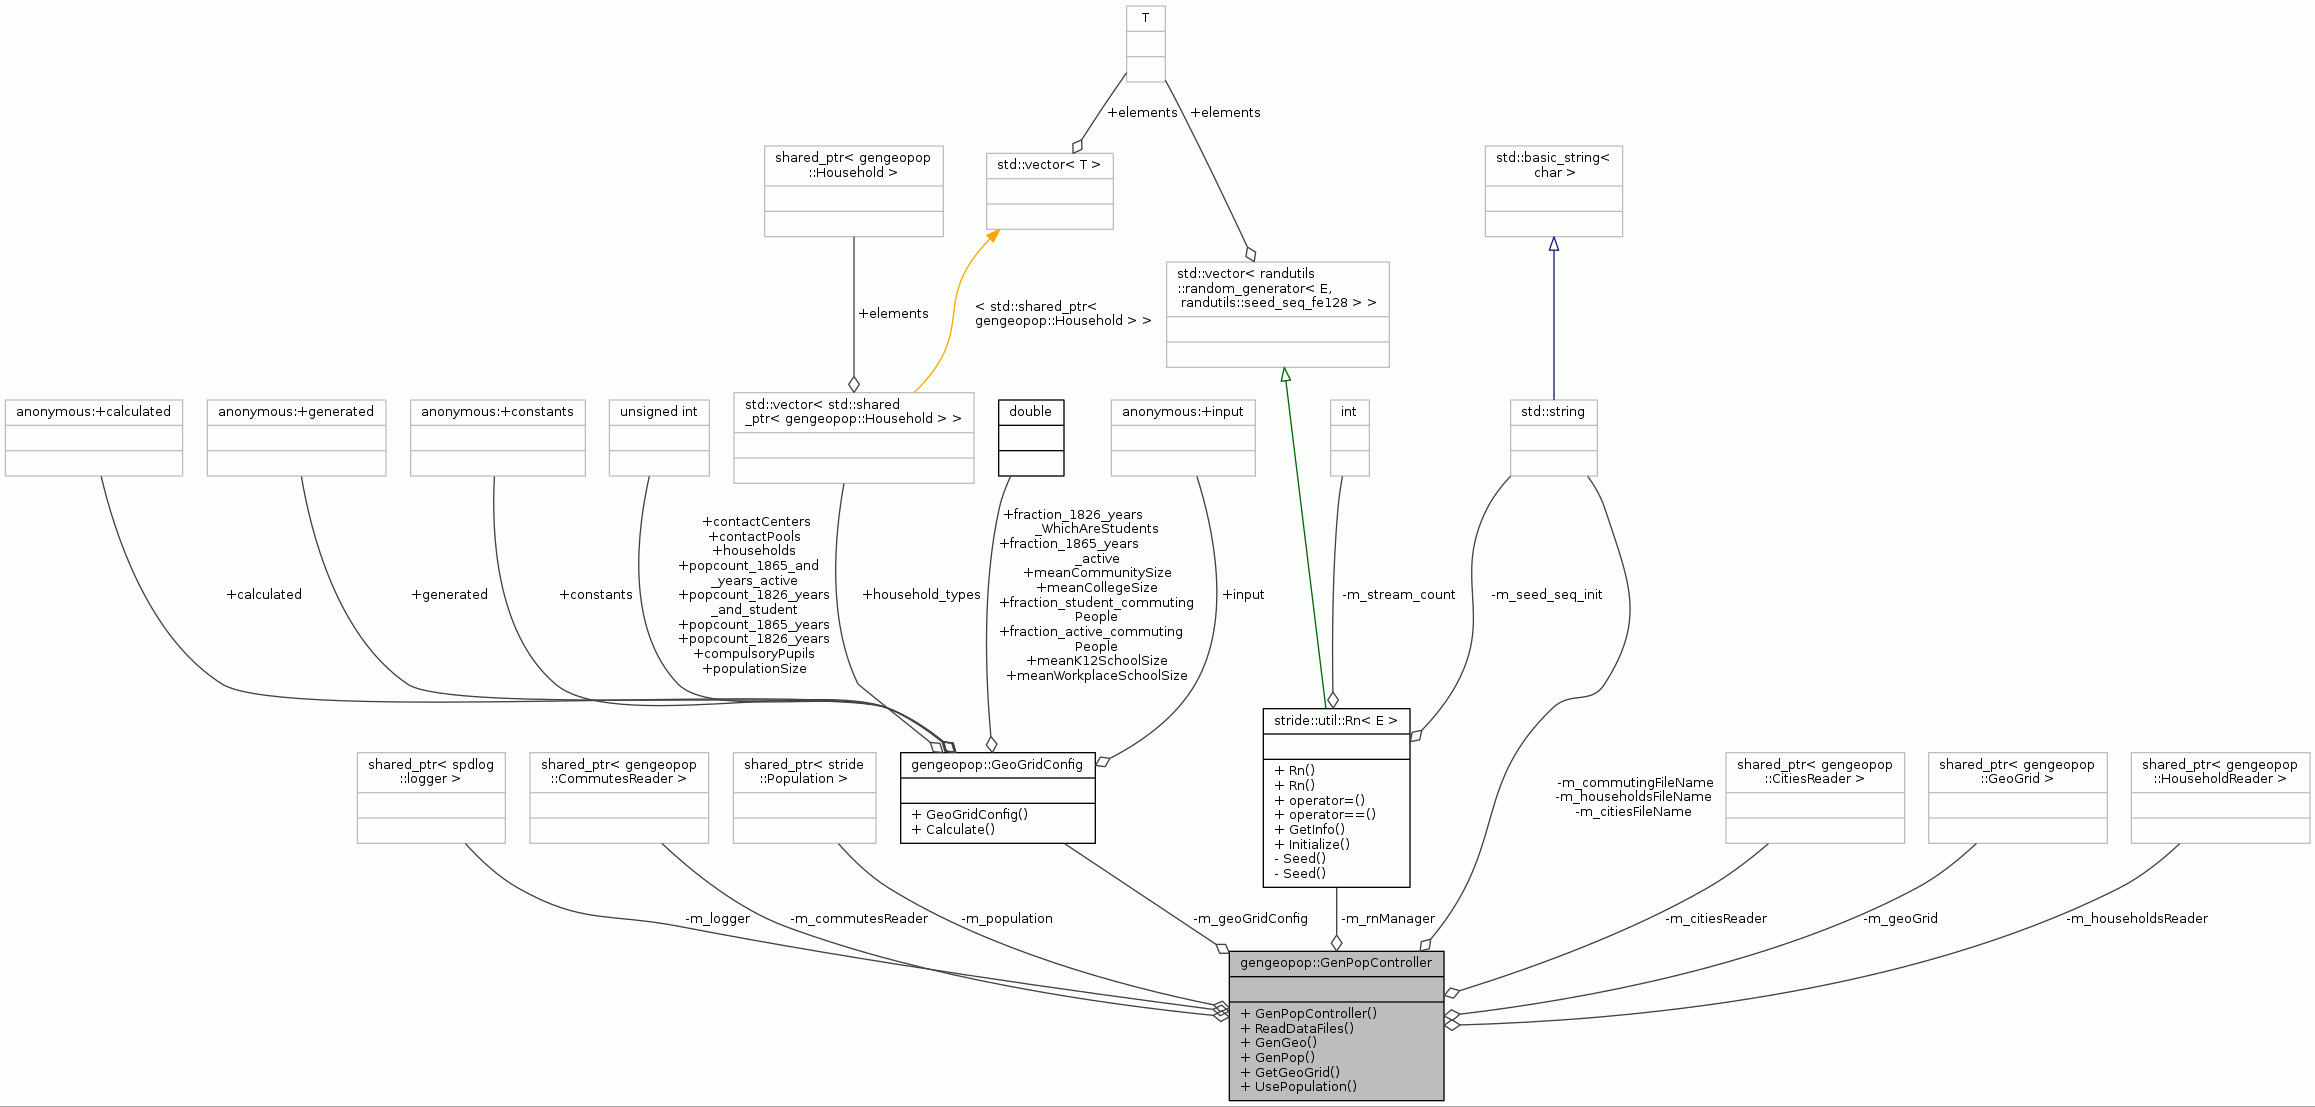 T
+elements
+elements
shared_ptr< gengeopop
::Household >
std::vector< T >
std::basic_string<
char >
std::vector< randutils
::random_generator< E,
randutils::seed_seq_fe128 > >
+elements
< std::shared_ptr<
gengeopop::Household > >
anonymous:+calculated
anonymous:+generated
anonymous:+constants
unsigned int
std::vector< std::shared
_ptr< gengeopop::Household > >
double
anonymous:+input
int
std::string
+calculated
+generated
+constants
+contactCenters
+contactPools
+households
+popcount_1865_and
_years_active
+popcount_1826_years
_and_student
+popcount_1865_years
+popcount_1826_years
+compulsoryPupils
+populationSize
+household_types
+fraction_1826_years
_WhichAreStudents
+fraction_1865_years
_active
+meanCommunitySize
+meanCollegeSize
+fraction_student_commuting
People
+fraction_active_commuting
People
+meanK12SchoolSize
+meanWorkplaceSchoolSize
+input
-m_stream_count
-m_seed_seq_init
shared_ptr< spdlog
::logger >
shared_ptr< gengeopop
::CommutesReader >
shared_ptr< stride
::Population >
gengeopop::GeoGridConfig
+ GeoGridConfig()
+ Calculate()
stride::util::Rn< E >
+ Rn()
+ Rn()
+ operator=()
+ operator==()
+ GetInfo()
+ Initialize()
- Seed()
- Seed()
-m_commutingFileName
-m_householdsFileName
-m_citiesFileName
shared_ptr< gengeopop
::CitiesReader >
shared_ptr< gengeopop
::GeoGrid >
shared_ptr< gengeopop
::HouseholdReader >
-m_logger
-m_commutesReader
-m_population
-m_geoGridConfig
-m_rnManager
-m_citiesReader
-m_geoGrid
-m_householdsReader
gengeopop::GenPopController
+ GenPopController()
+ ReadDataFiles()
+ GenGeo()
+ GenPop()
+ GetGeoGrid()
+ UsePopulation()